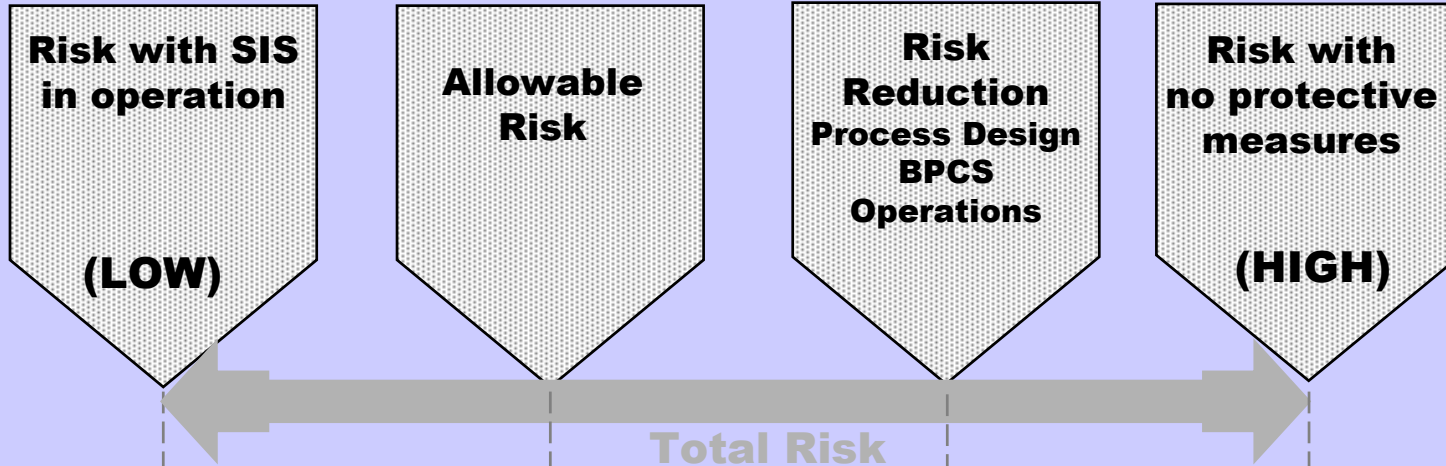 Risk with SIS
in operation
(LOW)
Allowable
Risk
Risk
Reduction
Process Design
BPCS
Operations
Risk with
no protective
measures
(HIGH)
Total Risk